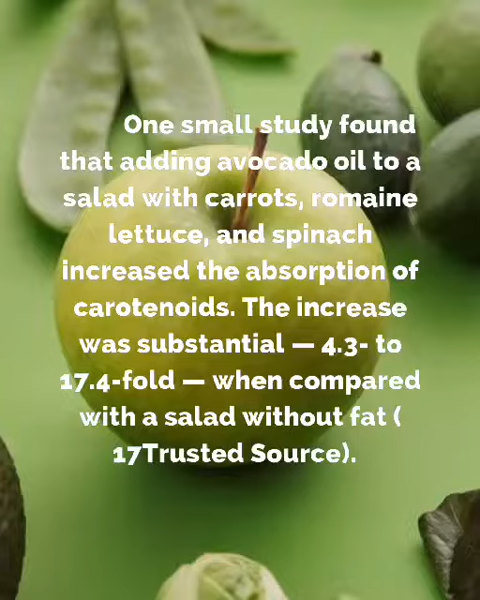 One small study found
that adding avocado oil to a
salad with carrots, romaine
lettuce, and spinach
increased the absorption of
carotenoids. The increase
was substantial — 4.3- to
17.4-fold — when compared
with a salad without fat (
17Trusted Source).